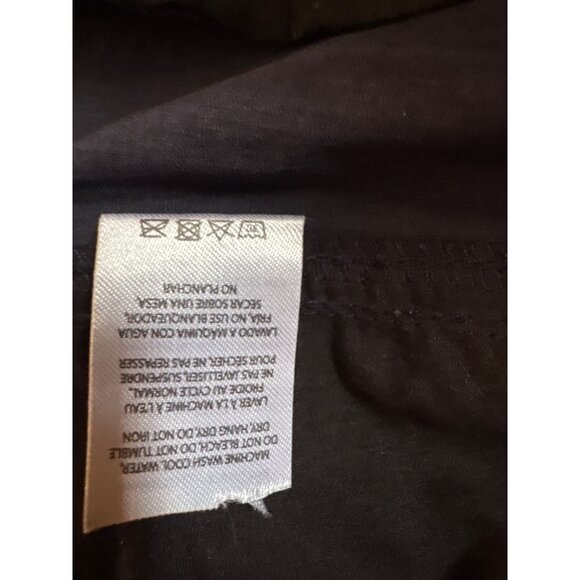 MACHINE WASH COOL WATER,
DO NOT BLEACH, DO NOT TUMBLE
DRY, HANG DRY, DO NOT IRON
LAVER À LA MACHINE À L'EAU
FROIDE AU CYCLE NORMAL,
NE PAS JAVELLISER, SUSPENDRE
POUR SÉCHER, NE PAS REPASSER
LAVADO A MÁQUINA CON AGUA
FRIA, NO USE BLANQUEADOR,
SECAR SOBRE UNA MESA,
NO PLANCHAR